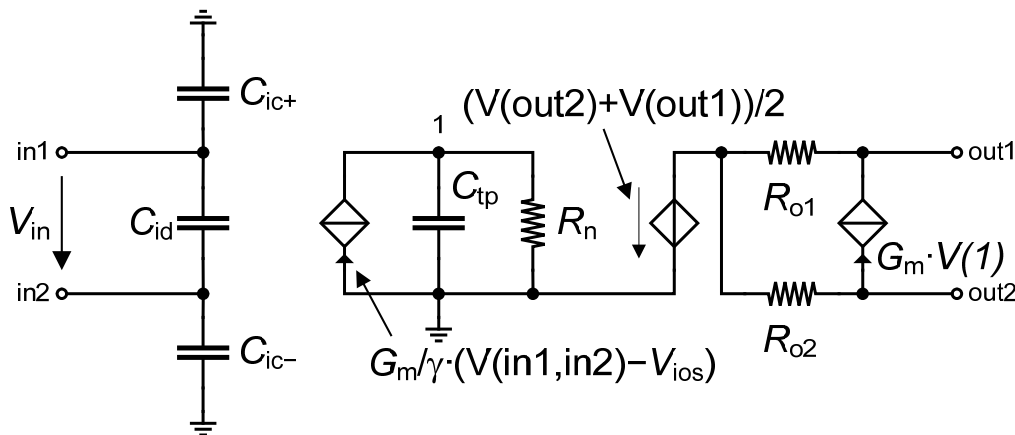 C_ic+
(V(out2)+V(out1))/2
1
in1
out1
C_tp
R_o1
V_in
C_id
R_n
G_m·V(1)
in2
out2
R_o2
C_ic−
G_m/γ·(V(in1,in2)−V_ios)